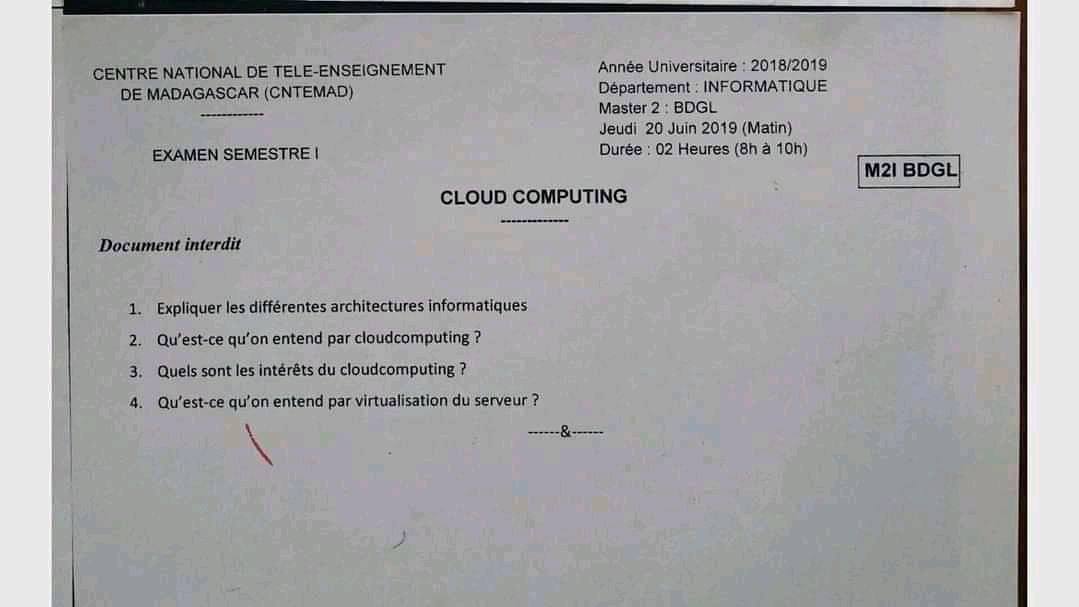 CENTRE NATIONAL DE TELE-ENSEIGNEMENT
DE MADAGASCAR (CNTEMAD)
------------
EXAMEN SEMESTRE I
Année Universitaire : 2018/2019
Département : INFORMATIQUE
Master 2 : BDGL
Jeudi 20 Juin 2019 (Matin)
Durée : 02 Heures (8h à 10h)
M2I BDGL
CLOUD COMPUTING
-------------
Document interdit
1. Expliquer les différentes architectures informatiques
2. Qu'est-ce qu'on entend par cloudcomputing ?
3. Quels sont les intérêts du cloudcomputing ?
4. Qu'est-ce qu'on entend par virtualisation du serveur ?
------&------